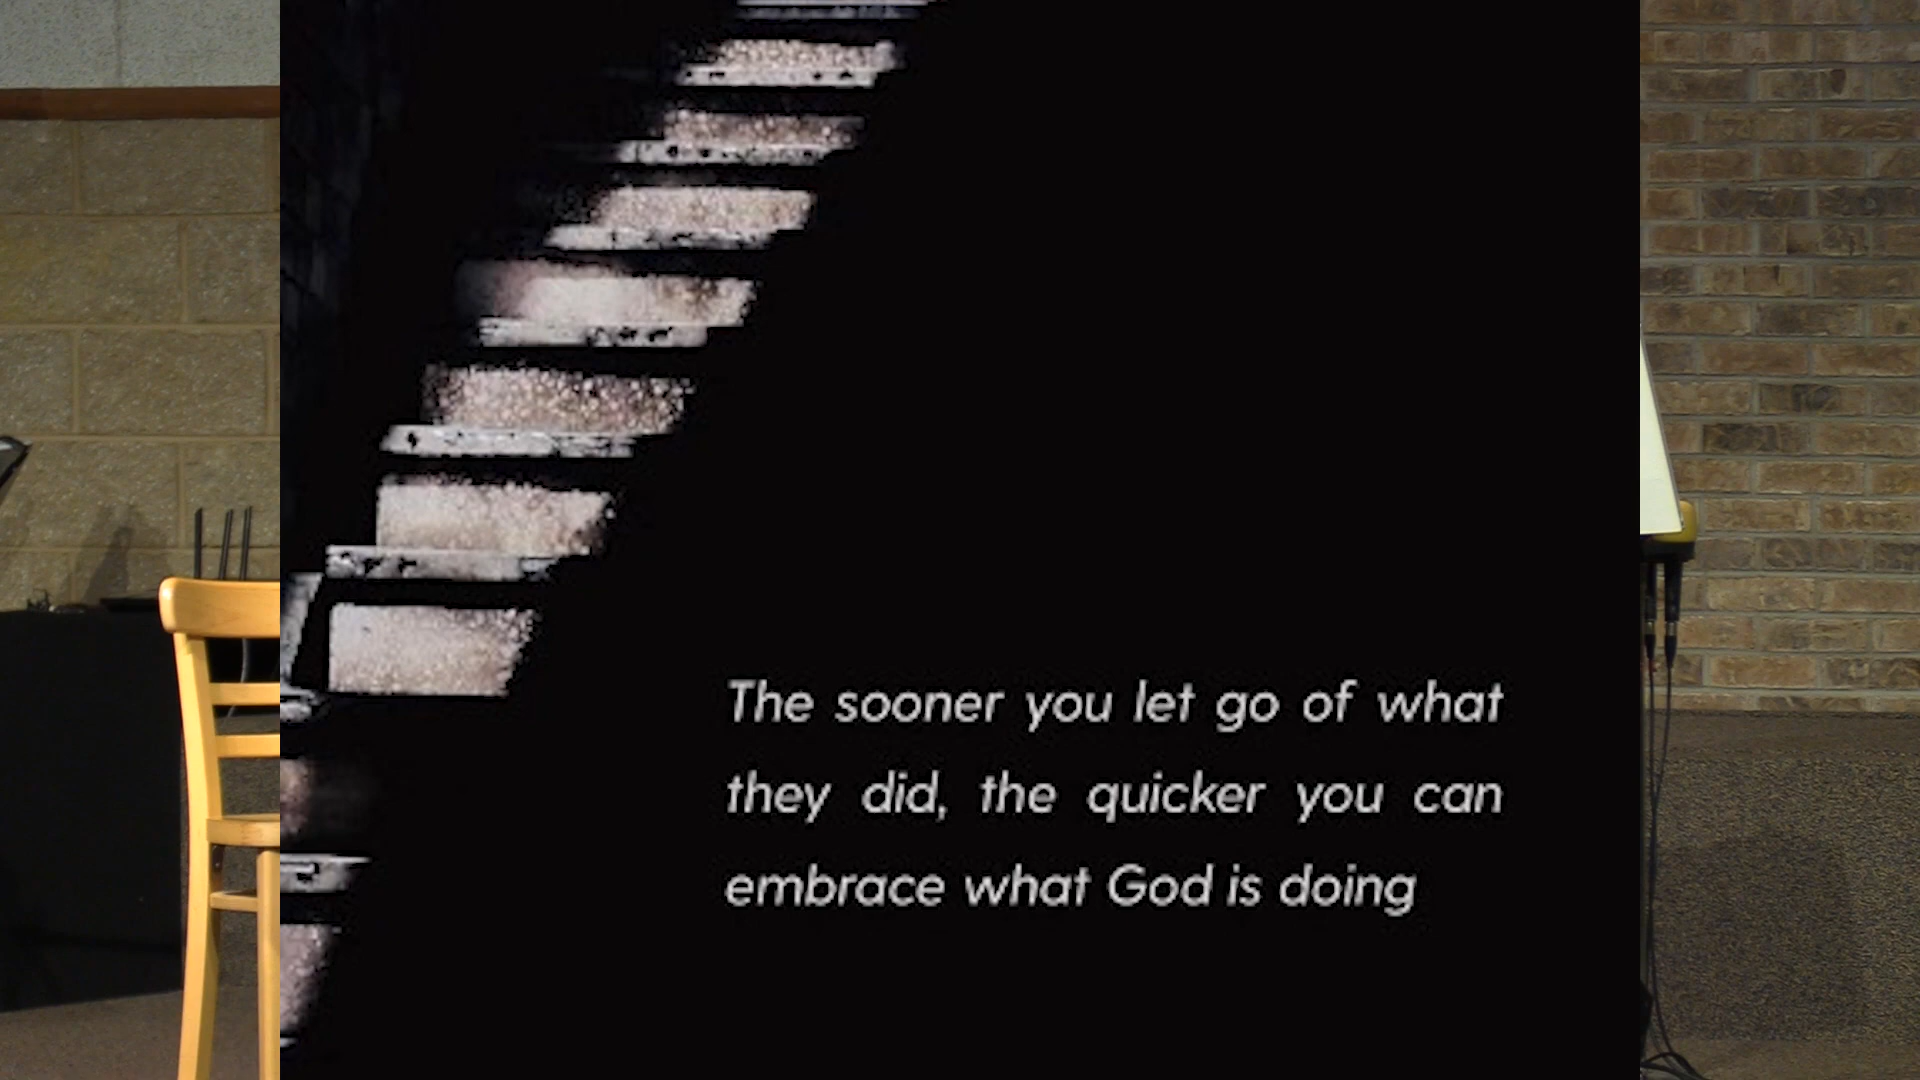 The sooner you let go of what
they did, the quicker you can
embrace what God is doing